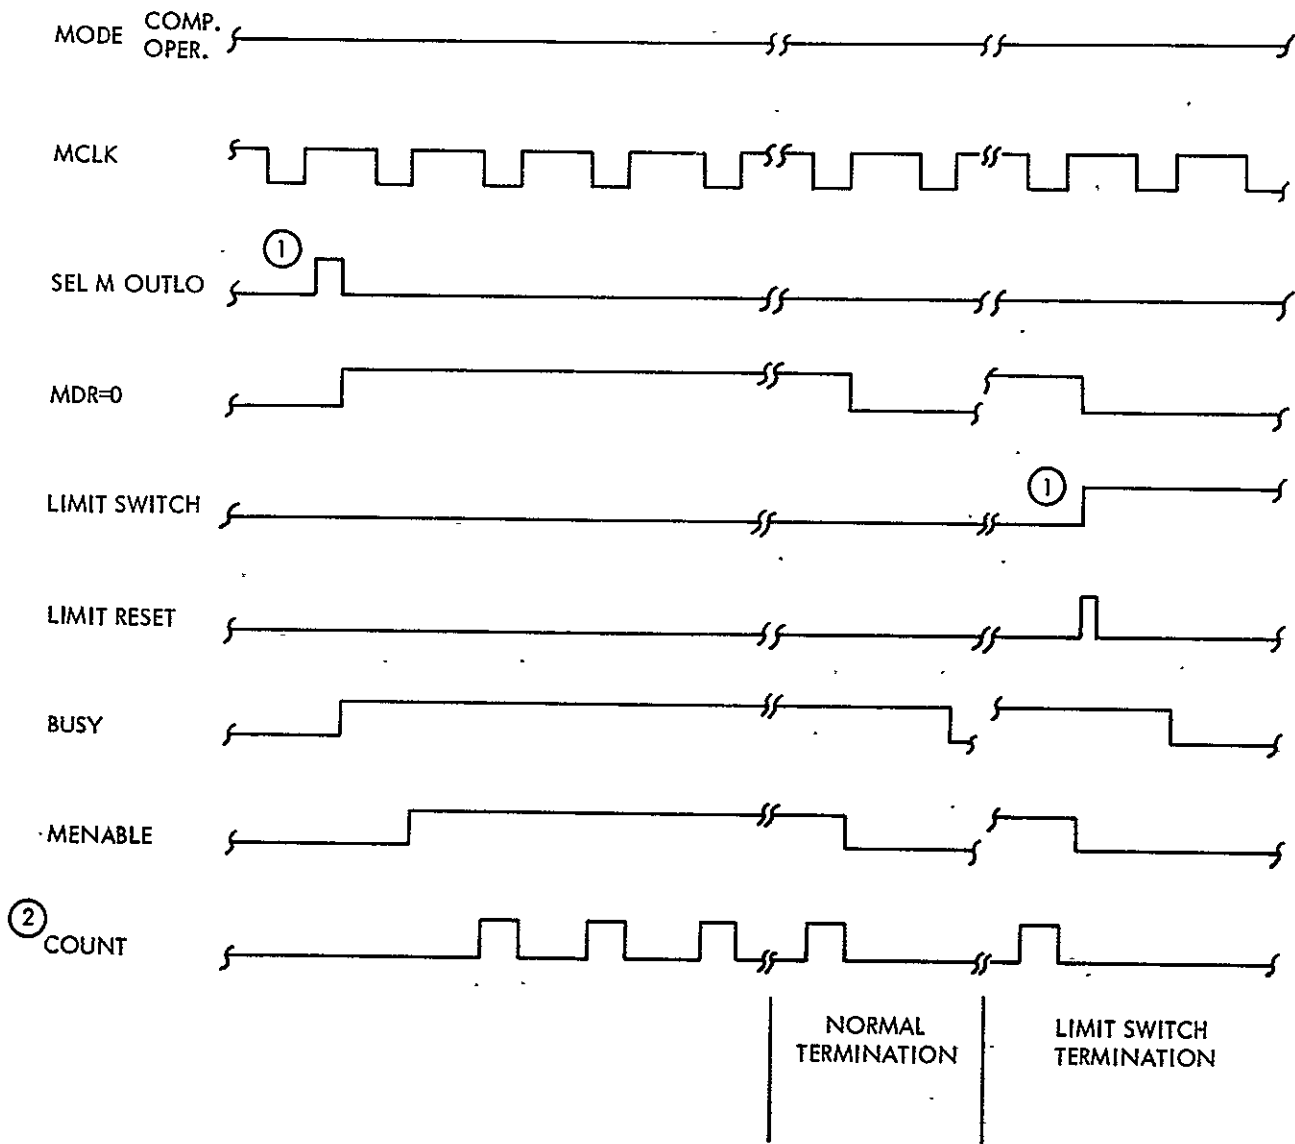 MODE COMP.
OPER.
MCLK
1
SEL M OUTLO
MDR=0
LIMIT SWITCH
1
LIMIT RESET
BUSY
MENABLE
2
COUNT
NORMAL
TERMINATION
LIMIT SWITCH
TERMINATION